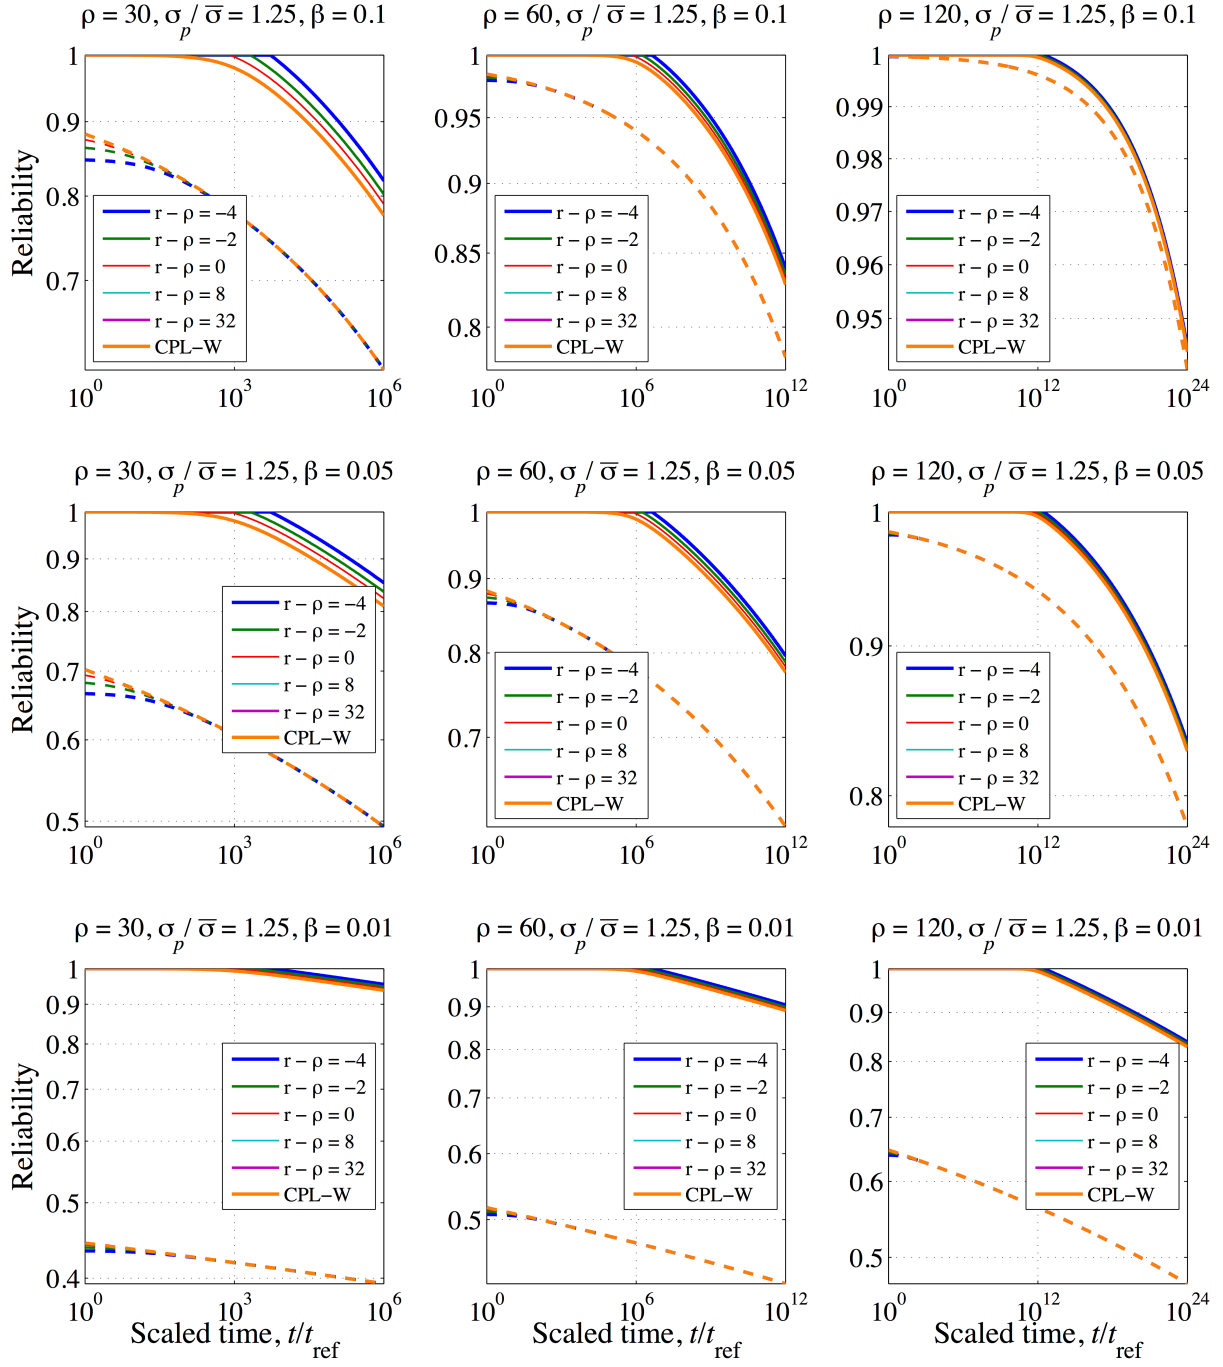 ρ = 30, σp/ σ̅ = 1.25, β = 0.1
ρ = 60, σp/ σ̅ = 1.25, β = 0.1
ρ = 120, σp/ σ̅ = 1.25, β = 0.1
Reliability
1
0.9
0.8
0.7
r − ρ = −4
r − ρ = −2
r − ρ = 0
r − ρ = 8
r − ρ = 32
CPL−W
10^0
10^3
10^6
1
0.95
0.9
0.85
0.8
r − ρ = −4
r − ρ = −2
r − ρ = 0
r − ρ = 8
r − ρ = 32
CPL−W
10^0
10^6
10^12
1
0.99
0.98
0.97
0.96
0.95
r − ρ = −4
r − ρ = −2
r − ρ = 0
r − ρ = 8
r − ρ = 32
CPL−W
10^0
10^12
10^24
ρ = 30, σp/ σ̅ = 1.25, β = 0.05
ρ = 60, σp/ σ̅ = 1.25, β = 0.05
ρ = 120, σp/ σ̅ = 1.25, β = 0.05
Reliability
1
0.9
0.8
0.7
0.6
0.5
r − ρ = −4
r − ρ = −2
r − ρ = 0
r − ρ = 8
r − ρ = 32
CPL−W
10^0
10^3
10^6
1
0.9
0.8
0.7
r − ρ = −4
r − ρ = −2
r − ρ = 0
r − ρ = 8
r − ρ = 32
CPL−W
10^0
10^6
10^12
1
0.9
0.8
r − ρ = −4
r − ρ = −2
r − ρ = 0
r − ρ = 8
r − ρ = 32
CPL−W
10^0
10^12
10^24
ρ = 30, σp/ σ̅ = 1.25, β = 0.01
ρ = 60, σp/ σ̅ = 1.25, β = 0.01
ρ = 120, σp/ σ̅ = 1.25, β = 0.01
Reliability
1
0.9
0.8
0.7
0.6
0.5
0.4
r − ρ = −4
r − ρ = −2
r − ρ = 0
r − ρ = 8
r − ρ = 32
CPL−W
10^0
10^3
10^6
Scaled time, t/t_ref
1
0.9
0.8
0.7
0.6
0.5
r − ρ = −4
r − ρ = −2
r − ρ = 0
r − ρ = 8
r − ρ = 32
CPL−W
10^0
10^6
10^12
Scaled time, t/t_ref
1
0.9
0.8
0.7
0.6
0.5
r − ρ = −4
r − ρ = −2
r − ρ = 0
r − ρ = 8
r − ρ = 32
CPL−W
10^0
10^12
10^24
Scaled time, t/t_ref